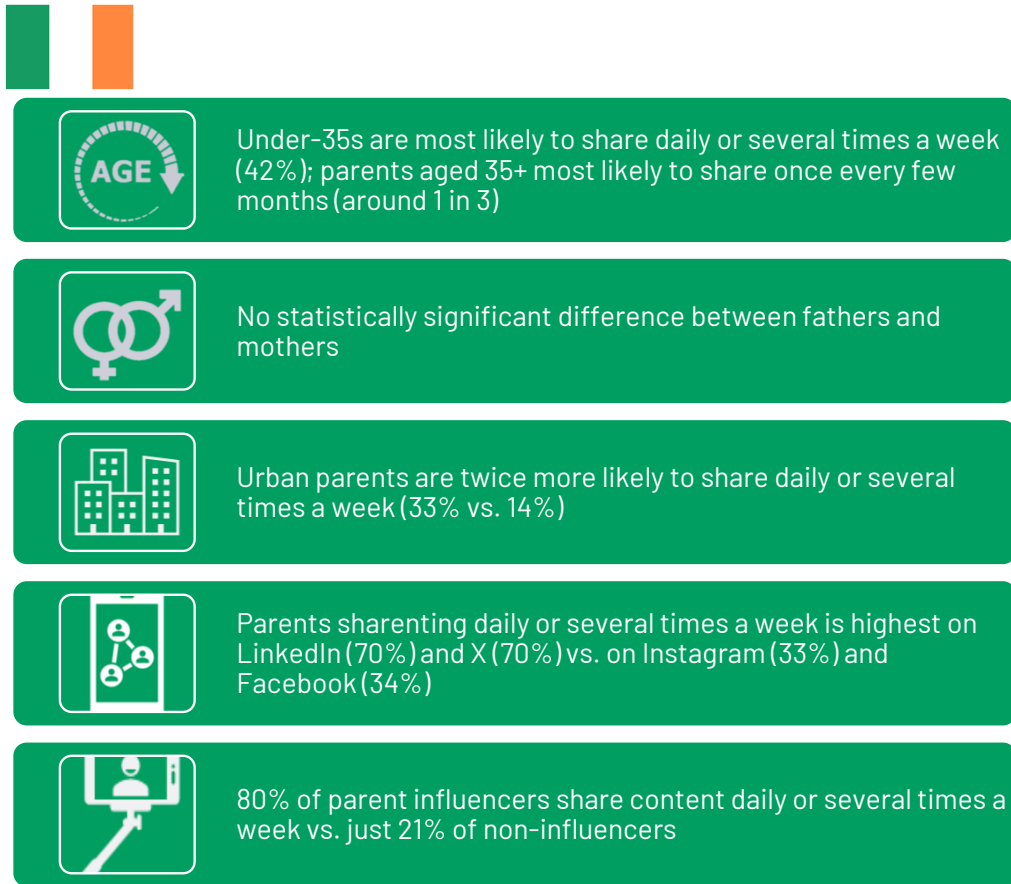 AGE
Under-35s are most likely to share daily or several times a week
(42%); parents aged 35+ most likely to share once every few
months (around 1 in 3)
No statistically significant difference between fathers and
mothers
Urban parents are twice more likely to share daily or several
times a week (33% vs. 14%)
Parents sharenting daily or several times a week is highest on
LinkedIn (70%) and X (70%) vs. on Instagram (33%) and
Facebook (34%)
80% of parent influencers share content daily or several times a
week vs. just 21% of non-influencers